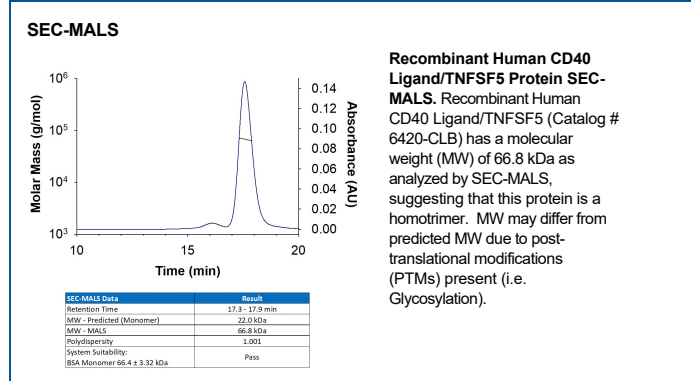 SEC-MALS
Molar Mass (g/mol)
10⁶
10⁵
10⁴
10³
10
15
20
Time (min)
0.14
0.12
0.10
0.08
0.06
0.04
0.02
0.00
Absorbance (AU)
SEC-MALS Data Result
Retention Time 17.3 - 17.9 min
MW - Predicted (Monomer) 22.0 kDa
MW - MALS 66.8 kDa
Polydispersity 1.001
System Suitability:
BSA Monomer 66.4 ± 3.32 kDa Pass
Recombinant Human CD40
Ligand/TNFSF5 Protein SEC-
MALS. Recombinant Human
CD40 Ligand/TNFSF5 (Catalog #
6420-CLB) has a molecular
weight (MW) of 66.8 kDa as
analyzed by SEC-MALS,
suggesting that this protein is a
homotrimer. MW may differ from
predicted MW due to post-
translational modifications
(PTMs) present (i.e.
Glycosylation).